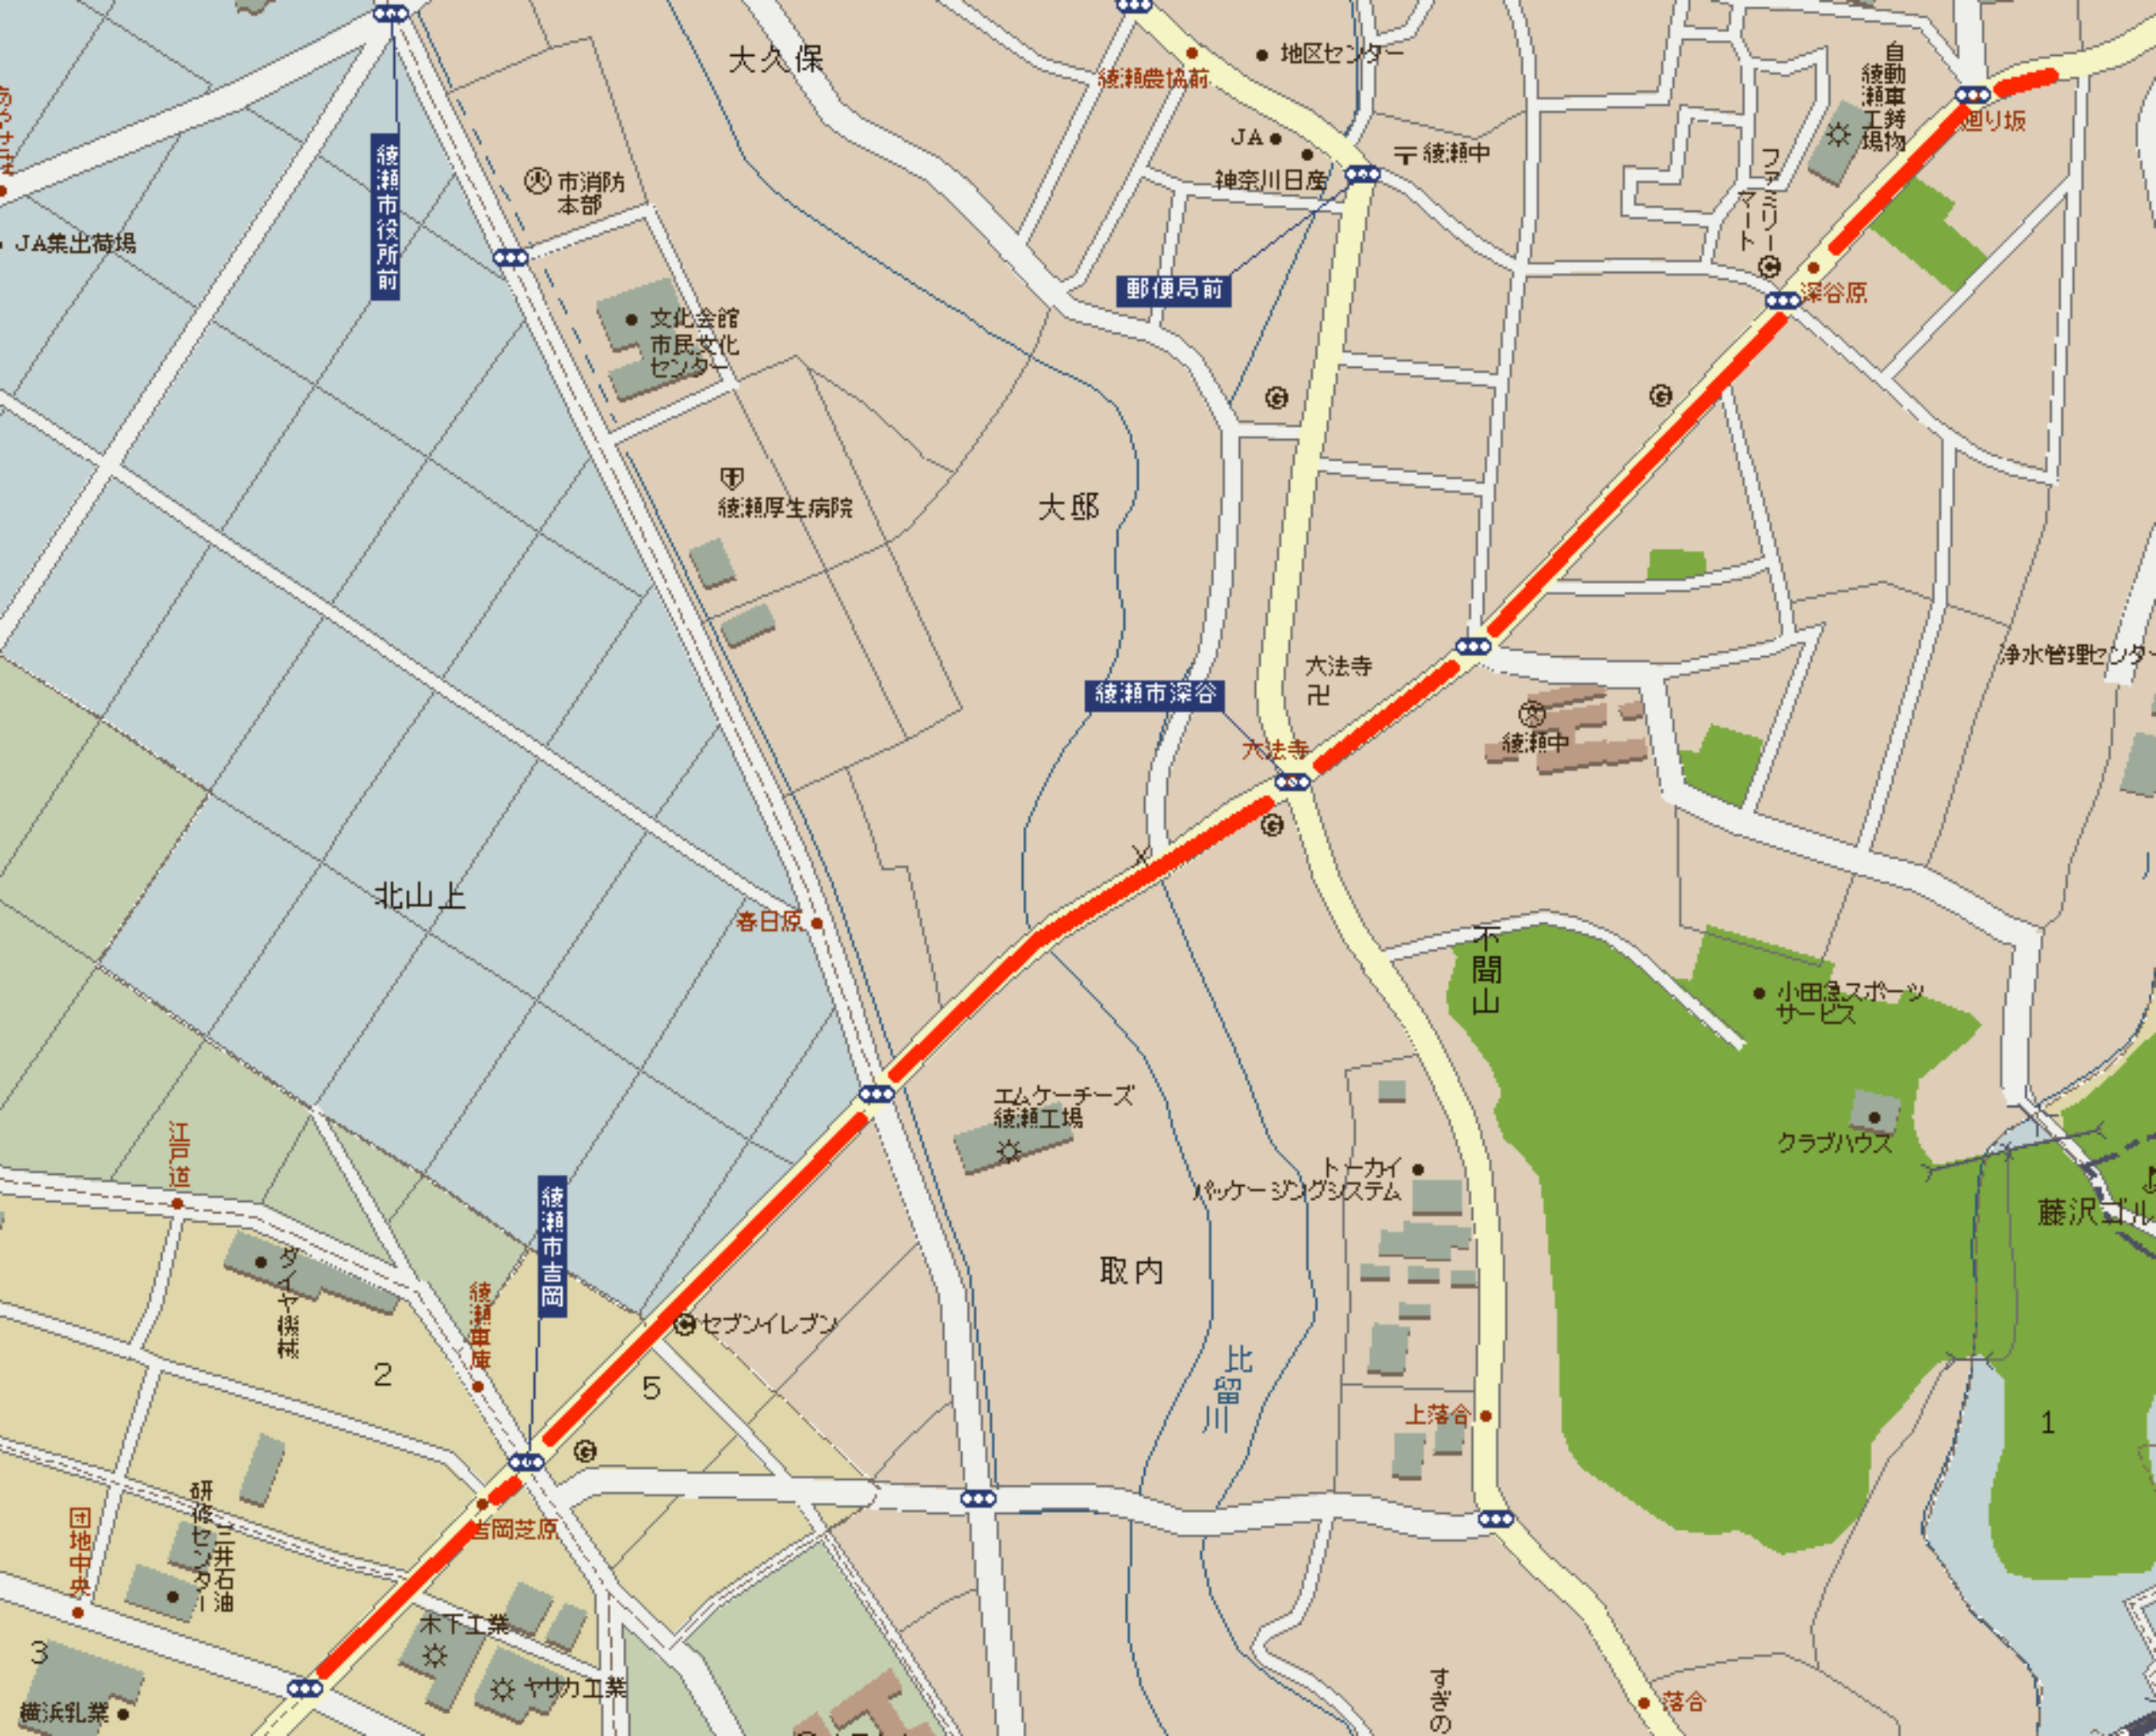 大久保
地区センター
綾瀬農協前
自動車鋳物
綾瀬工場
廻り坂
JA
〒綾瀬中
神奈川日産
ファミリー
マート
綾瀬市役所前
市消防
本部
JA集出荷場
郵便局前
深谷原
文化会館
市民文化
センター
綾瀬厚生病院
大邸
大法寺
卍
綾瀬市深谷
大法寺
綾瀬中
浄水管理センター
北山上
春日原
不聞山
小田急スポーツ
サービス
エムケーチーズ
綾瀬工場
クラブハウス
江戸道
トーカイ
パッケージングシステム
綾瀬市吉岡
藤沢ゴル
ダイヤ機械
取内
綾瀬車庫
セブンイレブン
2
5
比留川
上落合
1
研修センター
三井石油
団地中央
吉岡芝原
木下工業
3
ヤサカ工業
横浜乳業
すぎの
落合